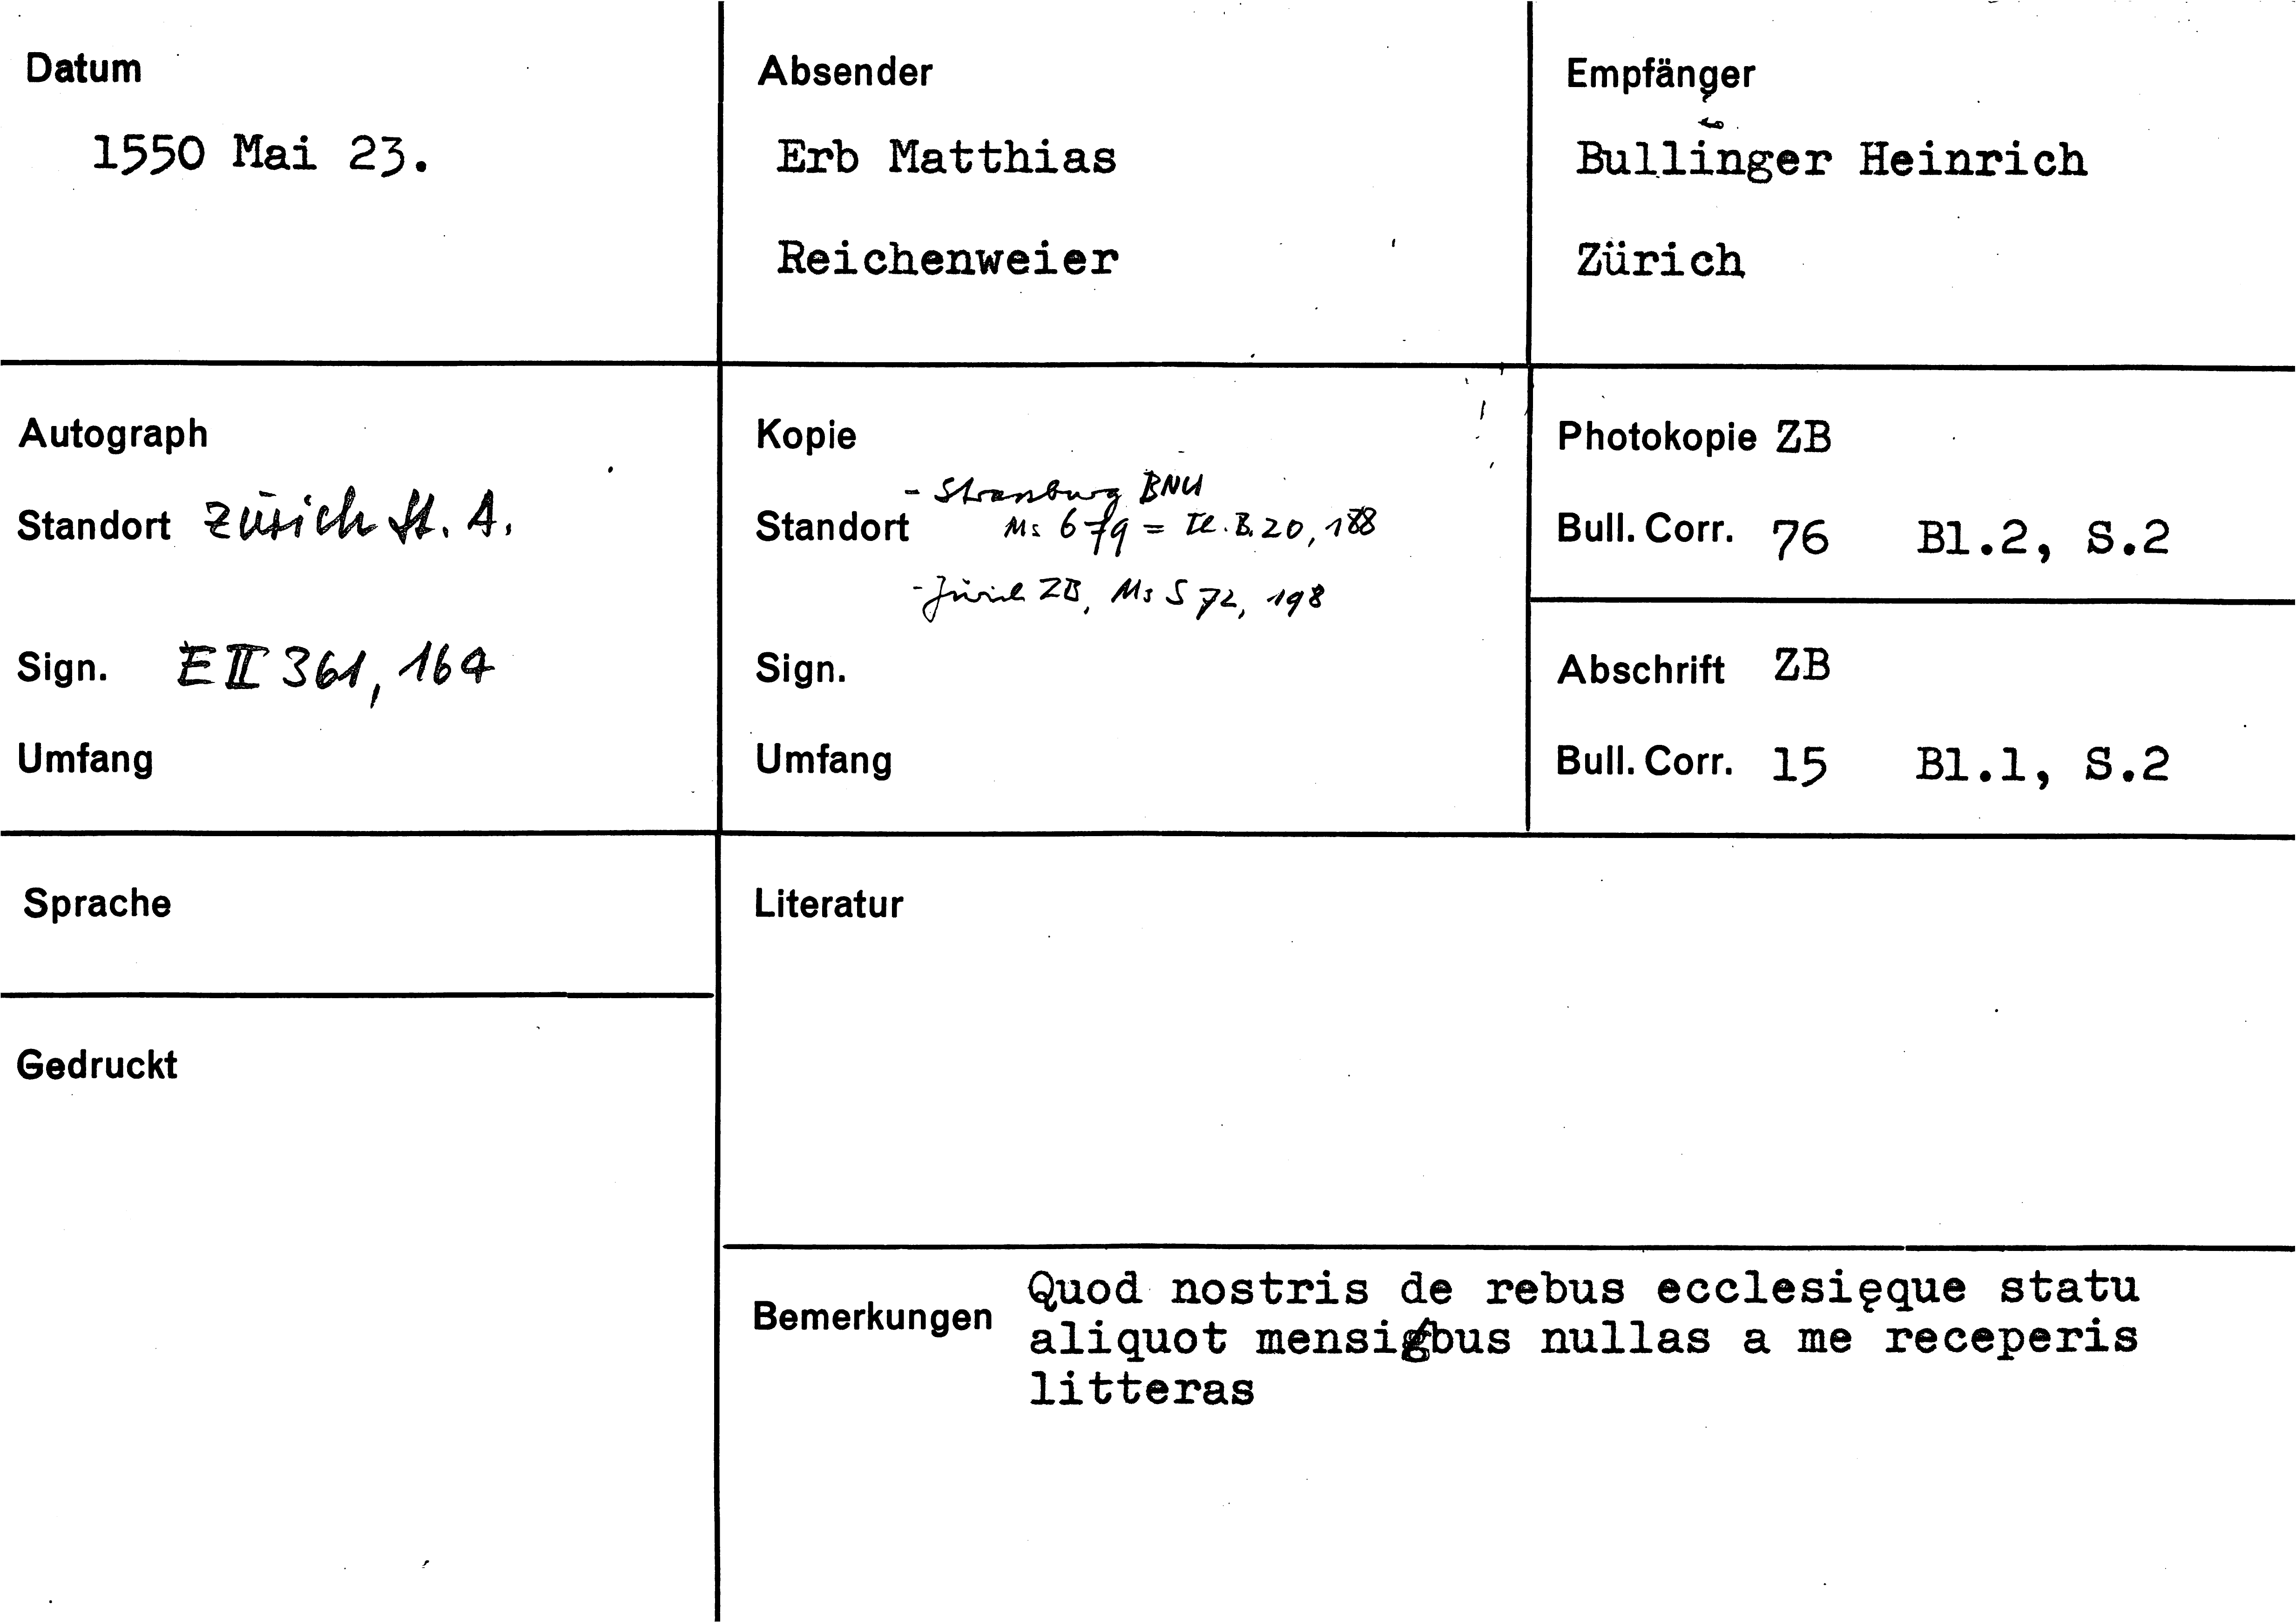 Datum
1550 Mai 23.
Absender
Erb Matthias
Reichenweier
Empfänger
Bullinger Heinrich
Zürich
Autograph
Standort Zürich St. A.
Sign. E II 361, 164
Umfang
Kopie
- Strassburg BNU
Standort Ms 679 = TE. B. 20, 188
- Zürich ZB, Ms S 72, 198
Sign.
Umfang
Photokopie ZB
Bull. Corr. 76 Bl.2, S.2
Abschrift ZB
Bull. Corr. 15 Bl.1, S.2
Sprache
Gedruckt
Literatur
Bemerkungen
Quod nostris de rebus ecclesięque statu
aliquot mensibus nullas a me receperis
litteras